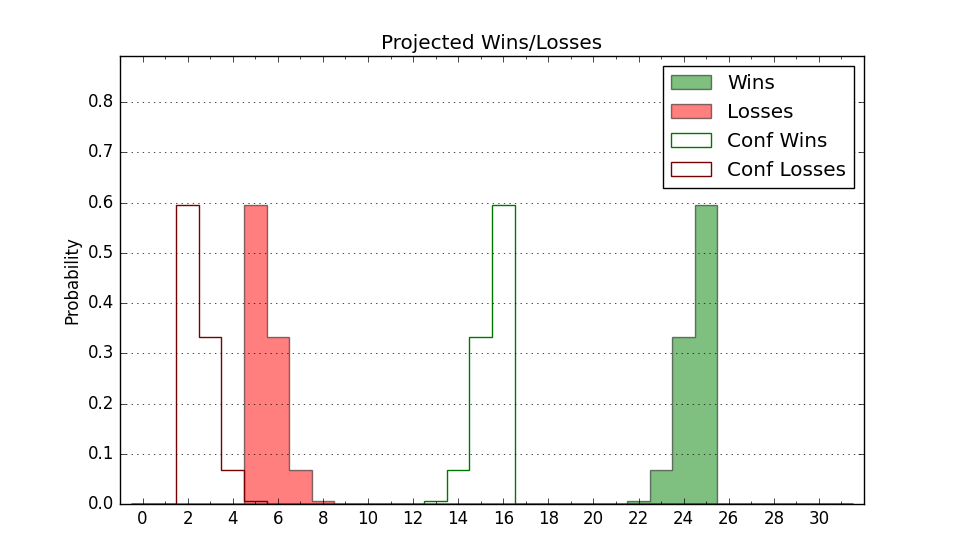 Projected Wins/Losses
Wins
Losses
Conf Wins
Conf Losses
Probability
0.8
0.7
0.6
0.5
0.4
0.3
0.2
0.1
0.0
0 2 4 6 8 10 12 14 16 18 20 22 24 26 28 30